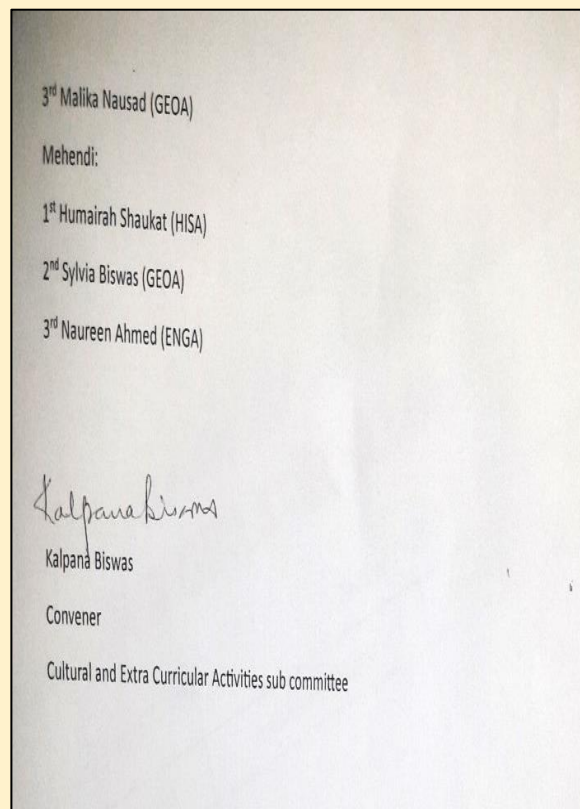 3rd Malika Nausad (GEOA)
Mehendi:
1st Humairah Shaukat (HISA)
2nd Sylvia Biswas (GEOA)
3rd Naureen Ahmed (ENGA)
Kalpana Biswas
Kalpana Biswas
Convener
Cultural and Extra Curricular Activities sub committee